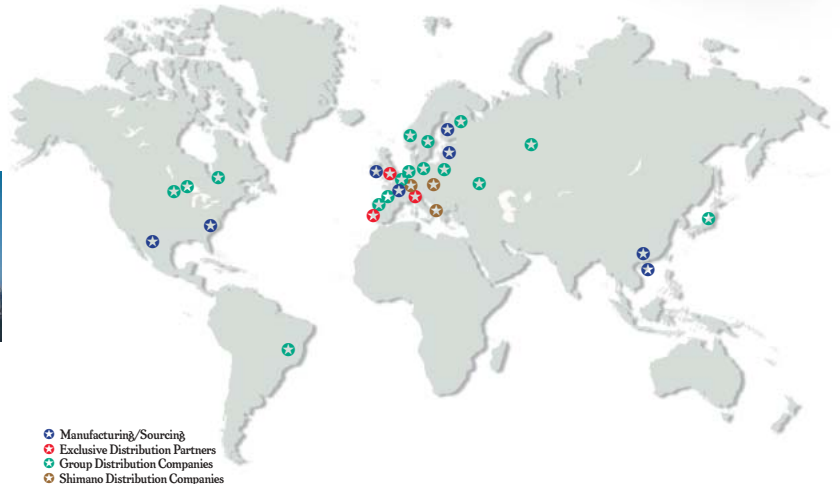 Manufacturing/Sourcing
Exclusive Distribution Partners
Group Distribution Companies
Shimano Distribution Companies